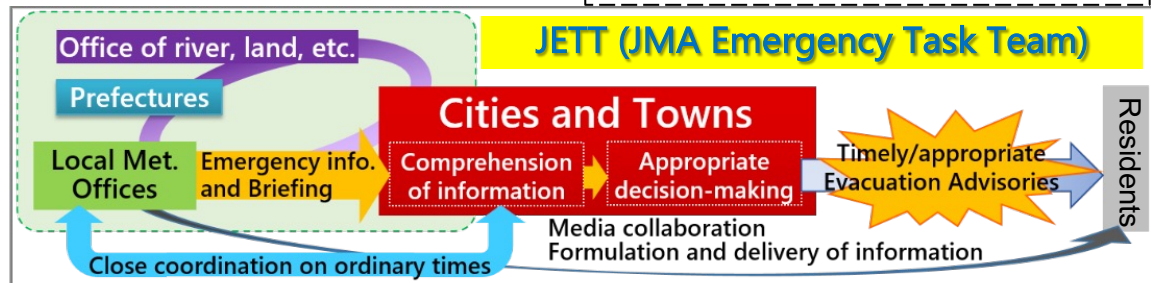 JETT (JMA Emergency Task Team)
Office of river, land, etc.
Prefectures
Local Met.
Offices
Emergency info.
and Briefing
Cities and Towns
Comprehension
of information
Appropriate
decision-making
Timely/appropriate
Evacuation Advisories
Residents
Media collaboration
Formulation and delivery of information
Close coordination on ordinary times